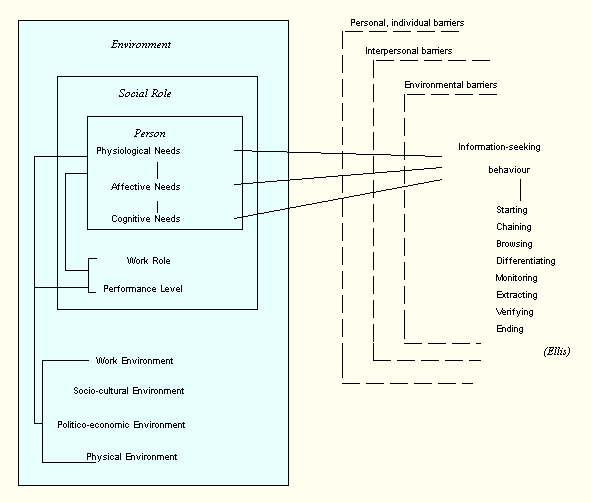 Environment
Social Role
Person
Physiological Needs
Affective Needs
Cognitive Needs
Work Role
Performance Level
Work Environment
Socio-cultural Environment
Politico-economic Environment
Physical Environment
Personal, individual barriers
Interpersonal barriers
Environmental barriers
Information-seeking
behaviour
Starting
Chaining
Browsing
Differentiating
Monitoring
Extracting
Verifying
Ending
(Ellis)